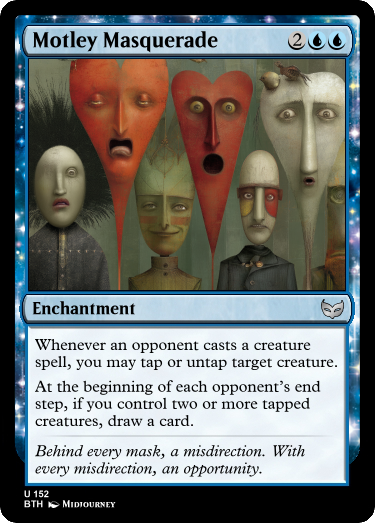 Motley Masquerade 2
Enchantment
Whenever an opponent casts a creature
spell, you may tap or untap target creature.
At the beginning of each opponent's end
step, if you control two or more tapped
creatures, draw a card.
Behind every mask, a misdirection. With
every misdirection, an opportunity.
U 152
BTH Midjourney